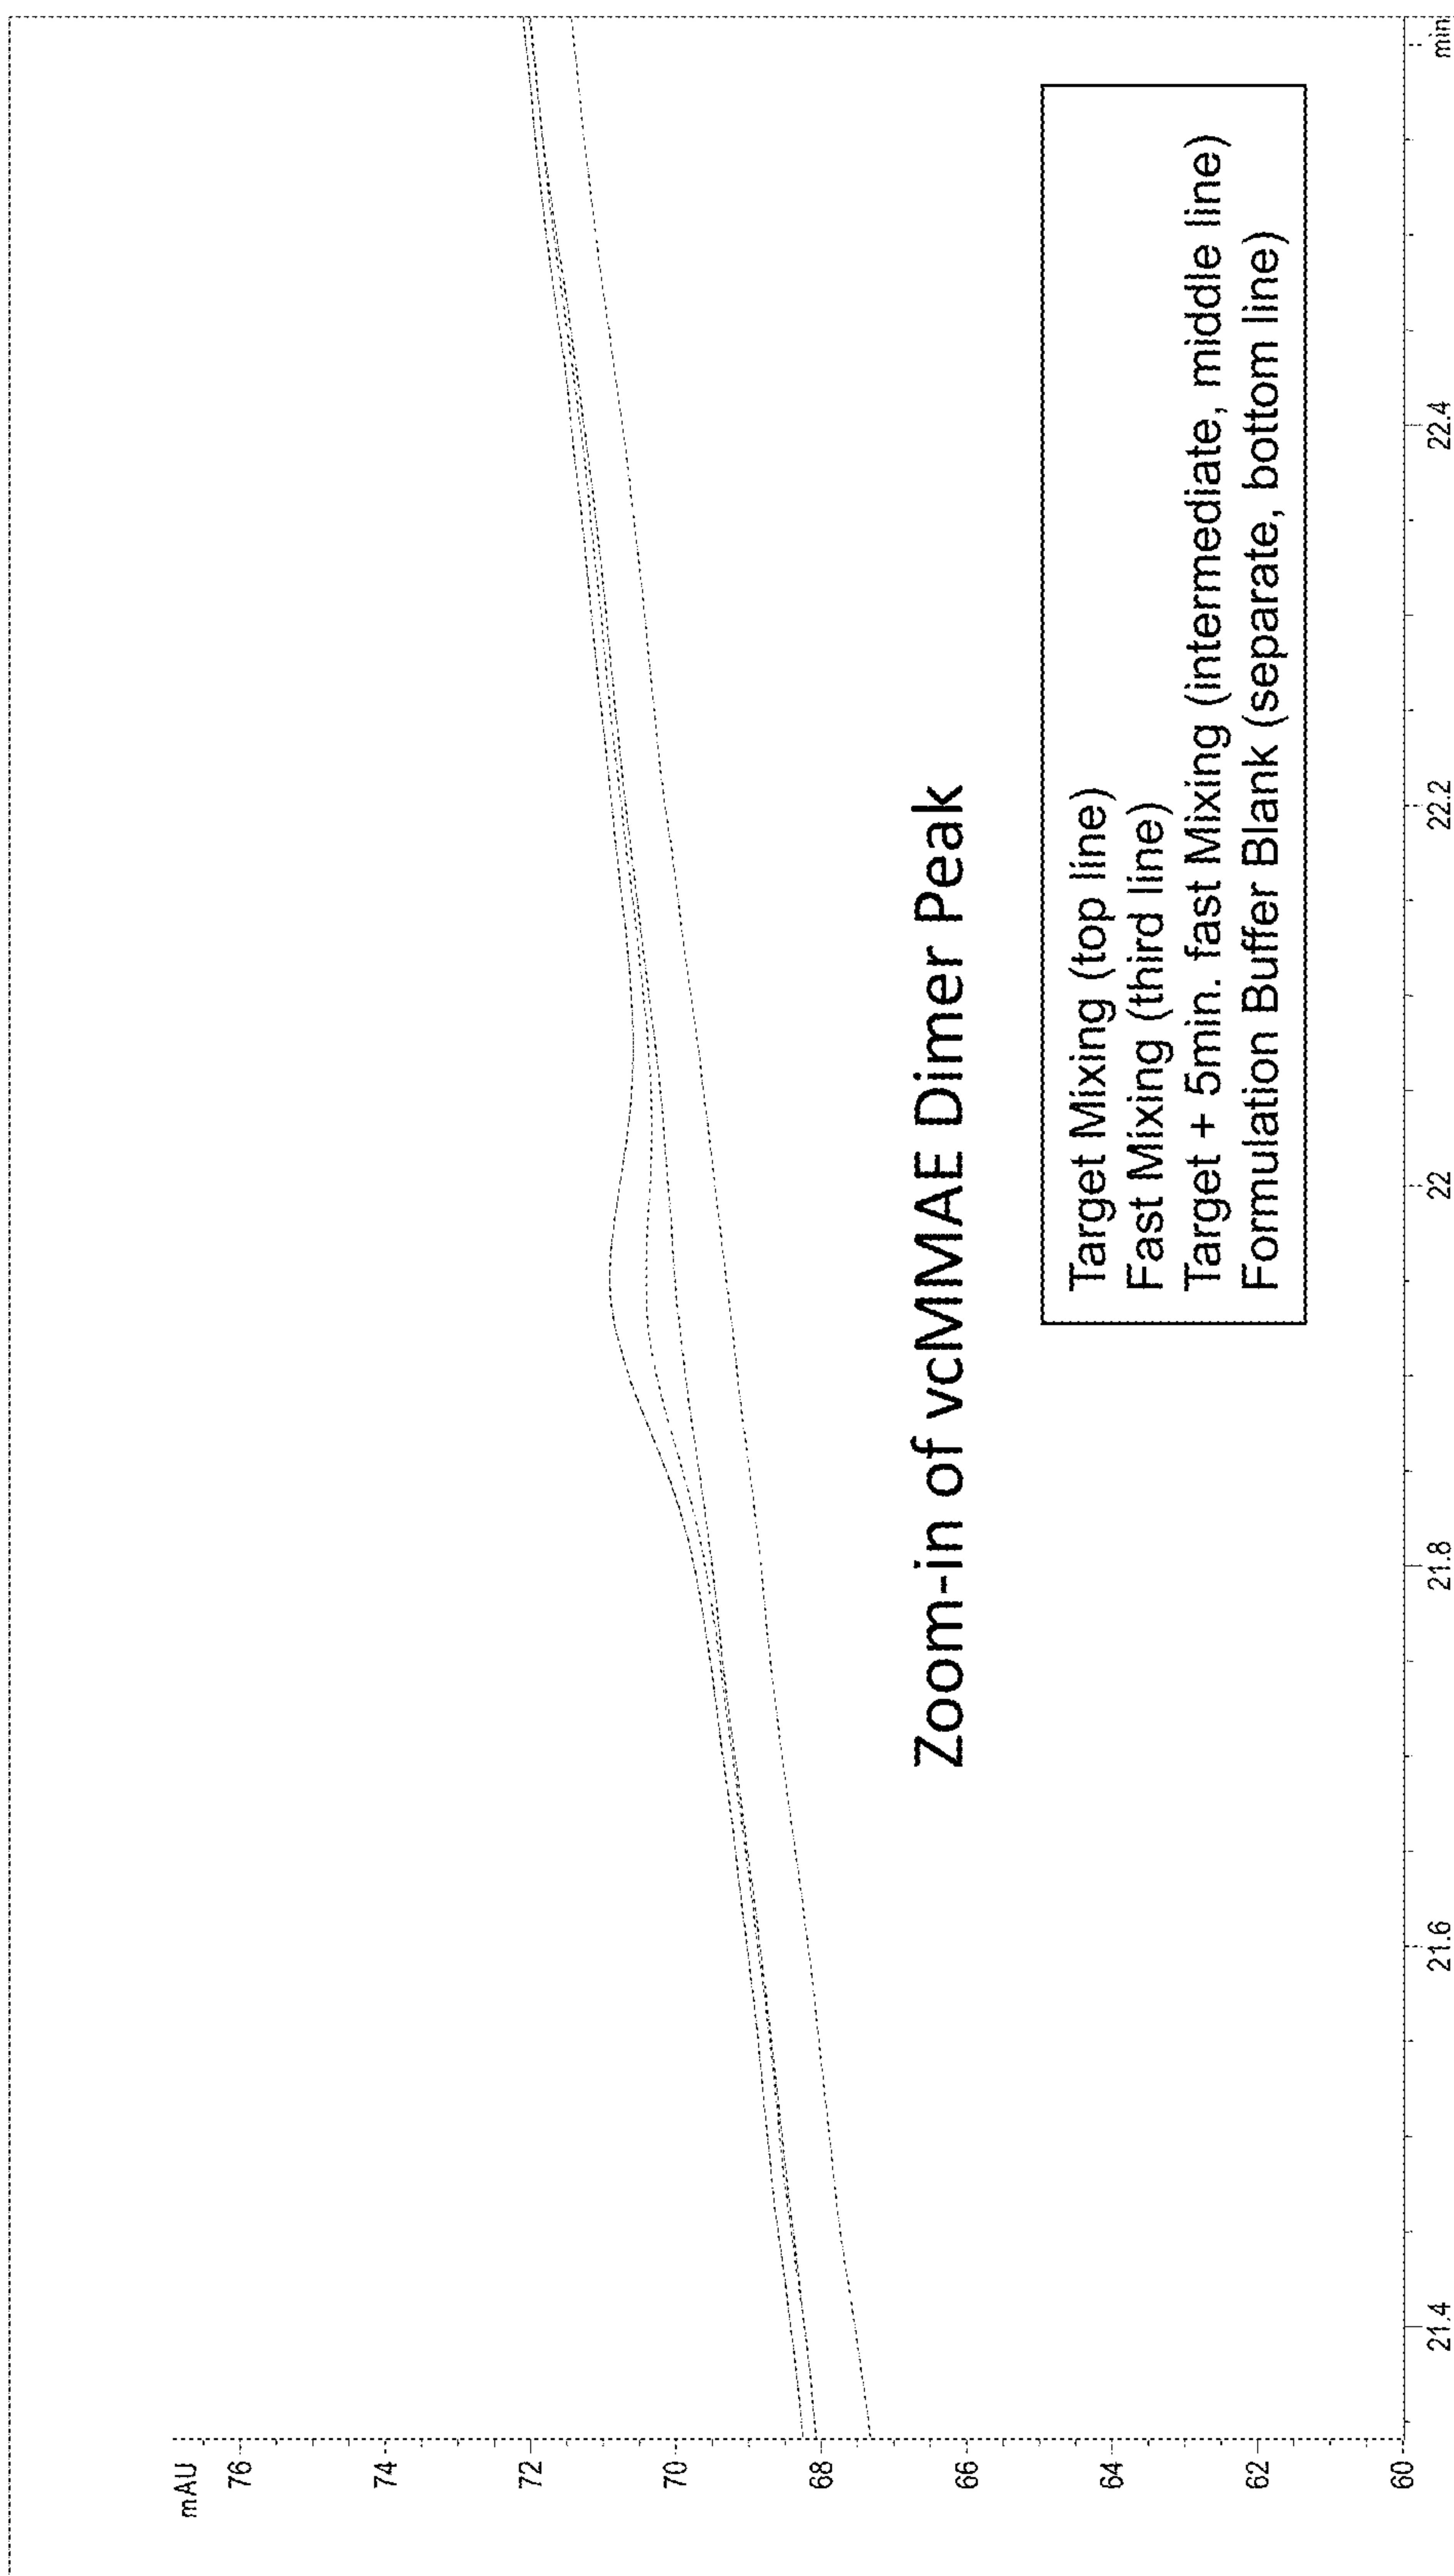 mAU
76
74
72
70
68
66
64
62
60
Zoom-in of vcMMAE Dimer Peak
Target Mixing (top line)
Fast Mixing (third line)
Target + 5min. fast Mixing (intermediate, middle line)
Formulation Buffer Blank (separate, bottom line)
21.4
21.6
21.8
22
22.2
22.4
min